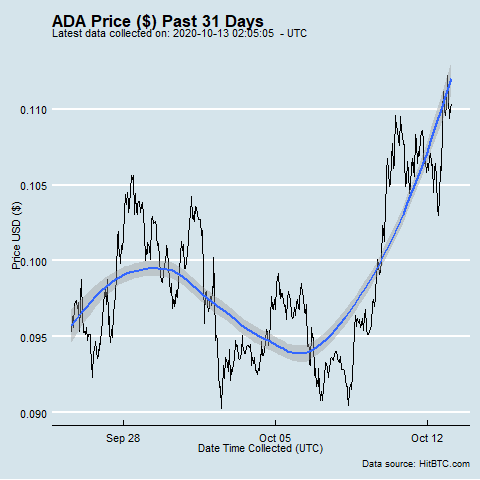 ADA Price ($) Past 31 Days
Latest data collected on: 2020-10-13 02:05:05 - UTC
0.110
0.105
0.100
0.095
0.090
Price USD ($)
Sep 28
Oct 05
Oct 12
Date Time Collected (UTC)
Data source: HitBTC.com